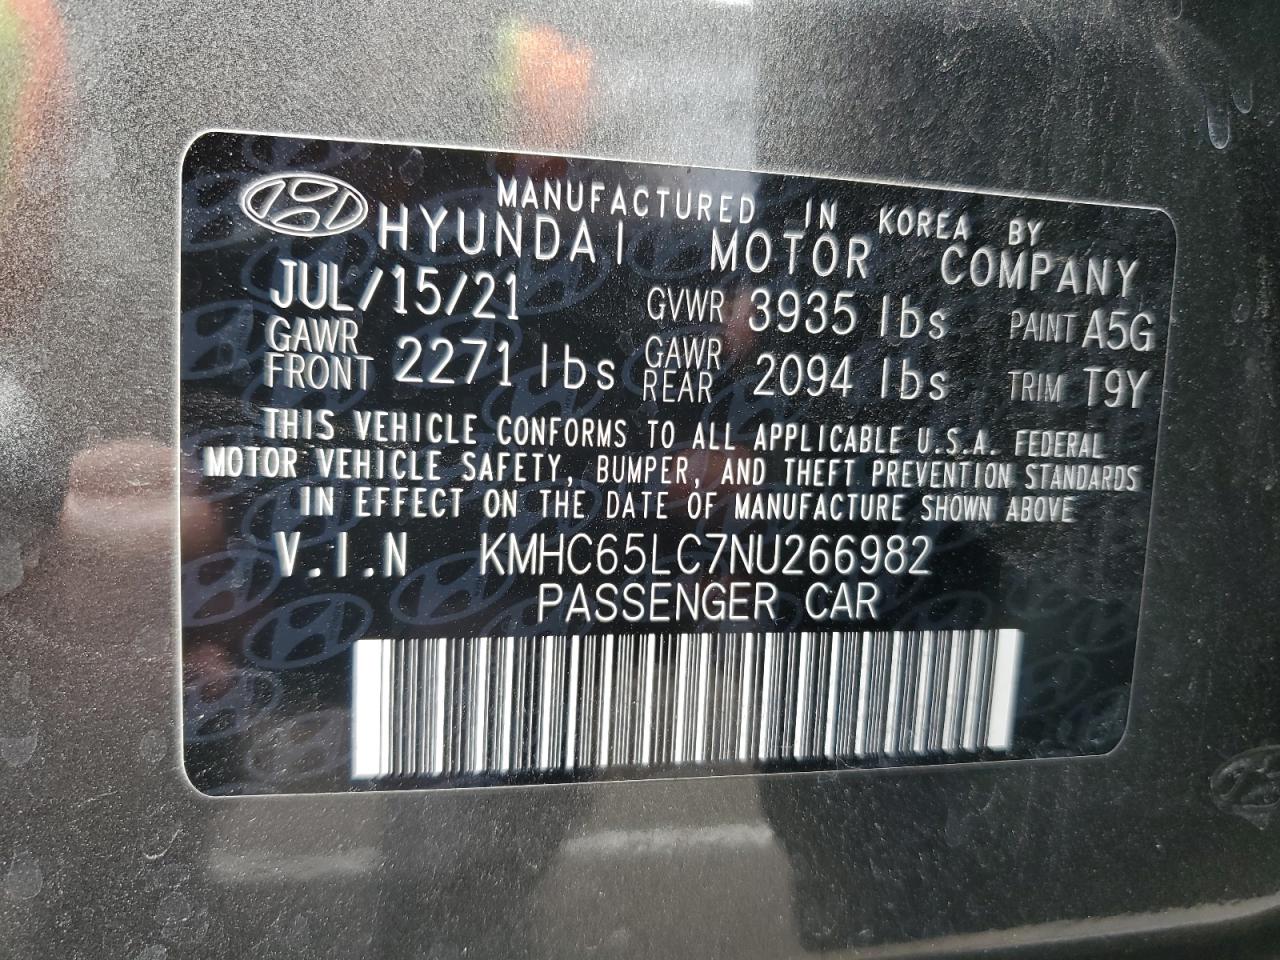 MANUFACTURED IN KOREA BY
HYUNDAI MOTOR COMPANY
JUL/15/21 GVWR 3935 lbs PAINT A5G
GAWR FRONT 2271 lbs GAWR REAR 2094 lbs TRIM T9Y
THIS VEHICLE CONFORMS TO ALL APPLICABLE U.S.A. FEDERAL
MOTOR VEHICLE SAFETY, BUMPER, AND THEFT PREVENTION STANDARDS
IN EFFECT ON THE DATE OF MANUFACTURE SHOWN ABOVE
V.I.N KMHC65LC7NU266982
PASSENGER CAR